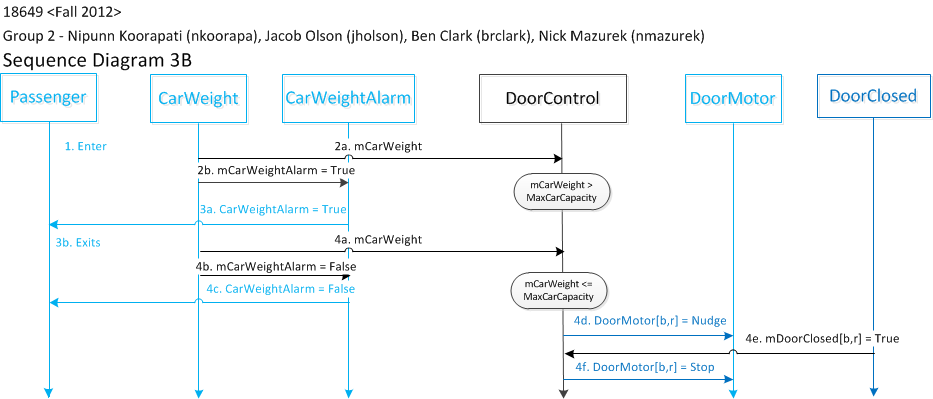 18649 <Fall 2012>
Group 2 - Nipunn Koorapati (nkoorapa), Jacob Olson (jholson), Ben Clark (brclark), Nick Mazurek (nmazurek)
Sequence Diagram 3B
Passenger
CarWeight
CarWeightAlarm
DoorControl
DoorMotor
DoorClosed
1. Enter
2a. mCarWeight
2b. mCarWeightAlarm = True
mCarWeight >
MaxCarCapacity
3a. CarWeightAlarm = True
3b. Exits
4a. mCarWeight
4b. mCarWeightAlarm = False
4c. CarWeightAlarm = False
mCarWeight <=
MaxCarCapacity
4d. DoorMotor[b,r] = Nudge
4e. mDoorClosed[b,r] = True
4f. DoorMotor[b,r] = Stop